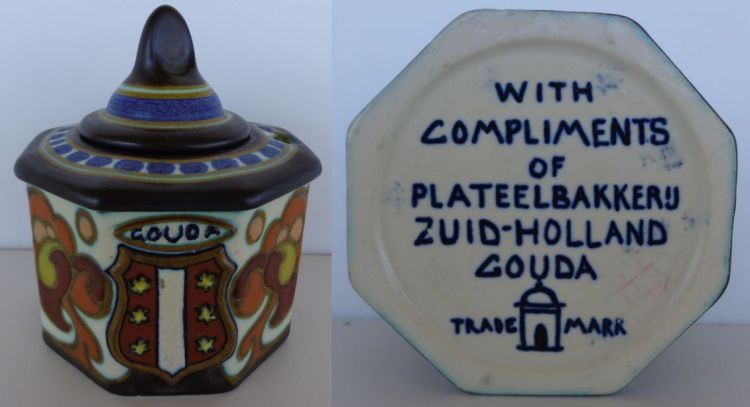 GOUDA
WITH
COMPLIMENTS
OF
PLATEELBAKKERIJ
ZUID-HOLLAND
GOUDA
TRADE MARK